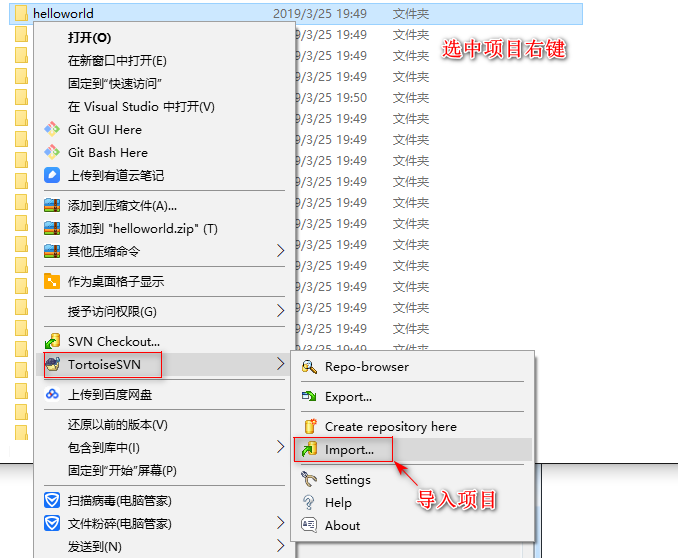 helloworld 2019/3/25 19:49 文件夹
9/3/25 19:49 文件夹
9/3/25 19:49 文件夹
9/3/25 19:49 文件夹
9/3/25 19:50 文件夹
9/3/25 19:49 文件夹
9/3/25 19:49 文件夹
9/3/25 19:49 文件夹
9/3/25 19:49 文件夹
9/3/25 19:49 文件夹
9/3/25 19:49 文件夹
9/3/25 19:49 文件夹
9/3/25 19:49 文件夹
9/3/25 19:49 文件夹
9/3/25 19:49 文件夹
9/3/25 19:49 文件夹
选中项目右键
打开(O)
在新窗口中打开(E)
固定到"快速访问"
在 Visual Studio 中打开(V)
Git GUI Here
Git Bash Here
上传到有道云笔记
添加到压缩文件(A)...
添加到 "helloworld.zip" (T)
其他压缩命令
作为桌面格子显示
授予访问权限(G)
SVN Checkout...
TortoiseSVN
上传到百度网盘
还原以前的版本(V)
包含到库中(I)
固定到"开始"屏幕(P)
扫描病毒(电脑管家)
文件粉碎(电脑管家)
发送到(N)
Repo-browser
Export...
Create repository here
Import...
Settings
Help
About
导入项目